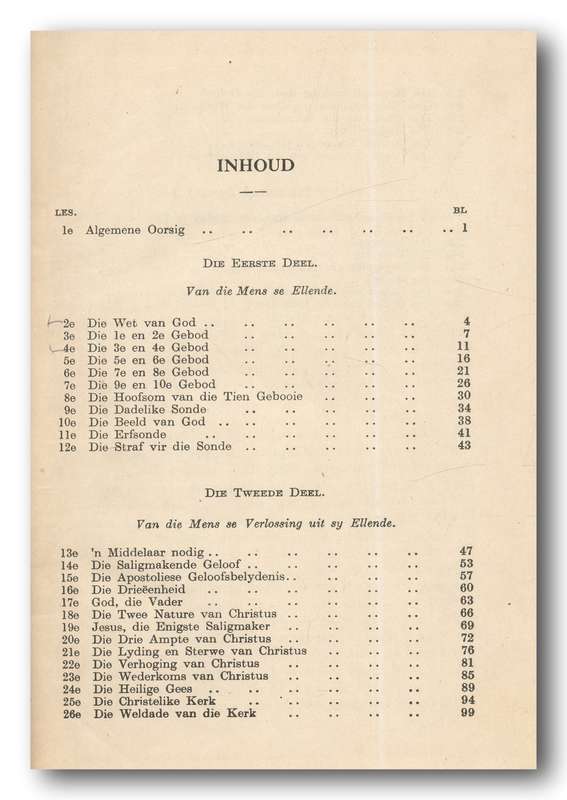 INHOUD
LES. BL
1e Algemene Oorsig .. .. .. .. .. .. .. 1
DIE EERSTE DEEL.
Van die Mens se Ellende.
2e Die Wet van God .. .. .. .. .. .. 4
3e Die 1e en 2e Gebod .. .. .. .. .. 7
4e Die 3e en 4e Gebod .. .. .. .. .. 11
5e Die 5e en 6e Gebod .. .. .. .. .. 16
6e Die 7e en 8e Gebod .. .. .. .. .. 21
7e Die 9e en 10e Gebod .. .. .. .. .. 26
8e Die Hoofsom van die Tien Gebooie .. .. .. 30
9e Die Dadelike Sonde .. .. .. .. .. 34
10e Die Beeld van God .. .. .. .. .. .. 38
11e Die Erfsonde .. .. .. .. .. .. 41
12e Die Straf vir die Sonde .. .. .. .. .. 43
DIE TWEEDE DEEL.
Van die Mens se Verlossing uit sy Ellende.
13e 'n Middelaar nodig .. .. .. .. .. .. 47
14e Die Saligmakende Geloof .. .. .. .. .. 53
15e Die Apostoliese Geloofsbelydenis .. .. .. .. 57
16e Die Drieëenheid .. .. .. .. .. .. 60
17e God, die Vader .. .. .. .. .. .. 63
18e Die Twee Nature van Christus .. .. .. .. 66
19e Jesus, die Enigste Saligmaker .. .. .. .. 69
20e Die Drie Ampte van Christus .. .. .. .. 72
21e Die Lyding en Sterwe van Christus .. .. .. 76
22e Die Verhoging van Christus .. .. .. .. 81
23e Die Wederkoms van Christus .. .. .. .. 85
24e Die Heilige Gees .. .. .. .. .. .. 89
25e Die Christelike Kerk .. .. .. .. .. 94
26e Die Weldade van die Kerk .. .. .. .. 99